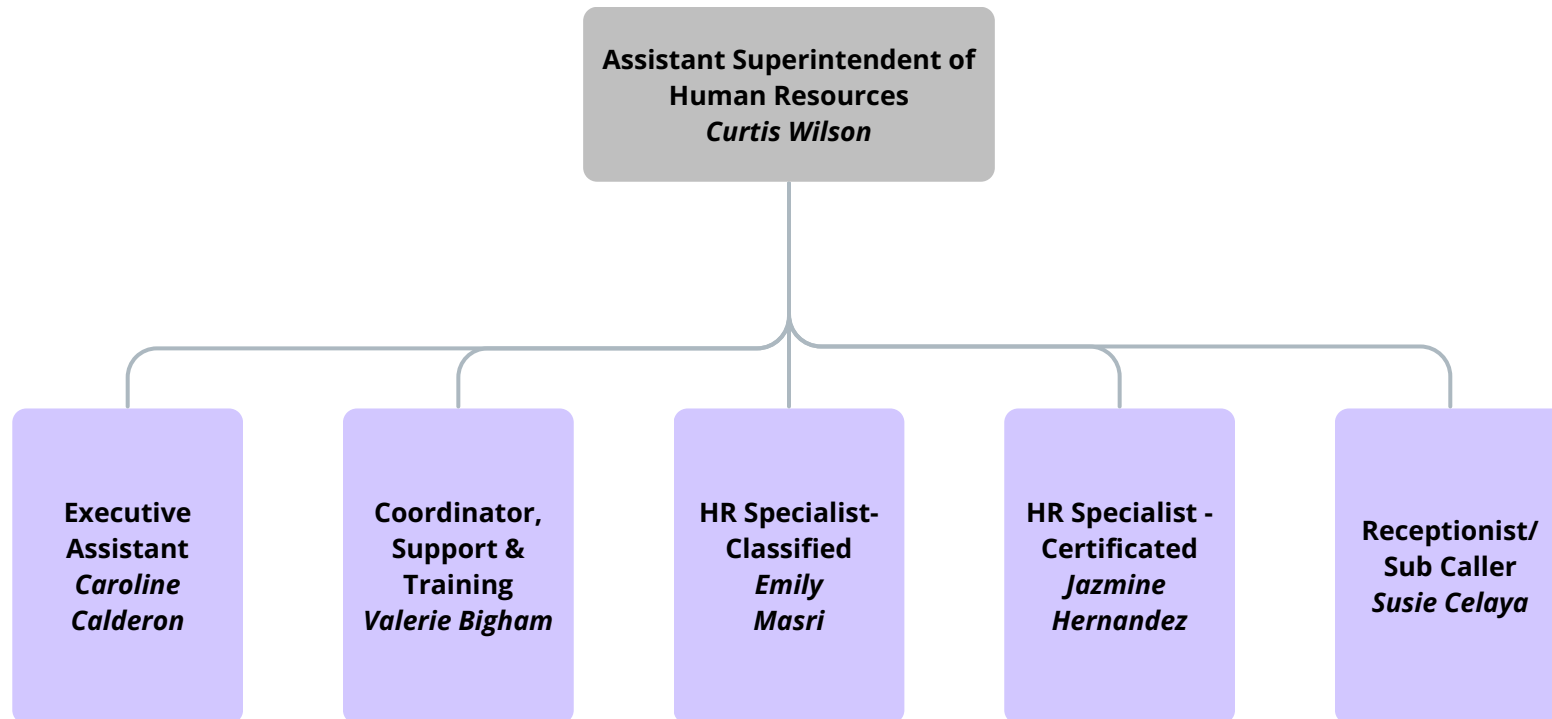 Assistant Superintendent of
Human Resources
Curtis Wilson
Executive
Assistant
Caroline
Calderon
Coordinator,
Support &
Training
Valerie Bigham
HR Specialist-
Classified
Emily
Masri
HR Specialist -
Certificated
Jazmine
Hernandez
Receptionist/
Sub Caller
Susie Celaya